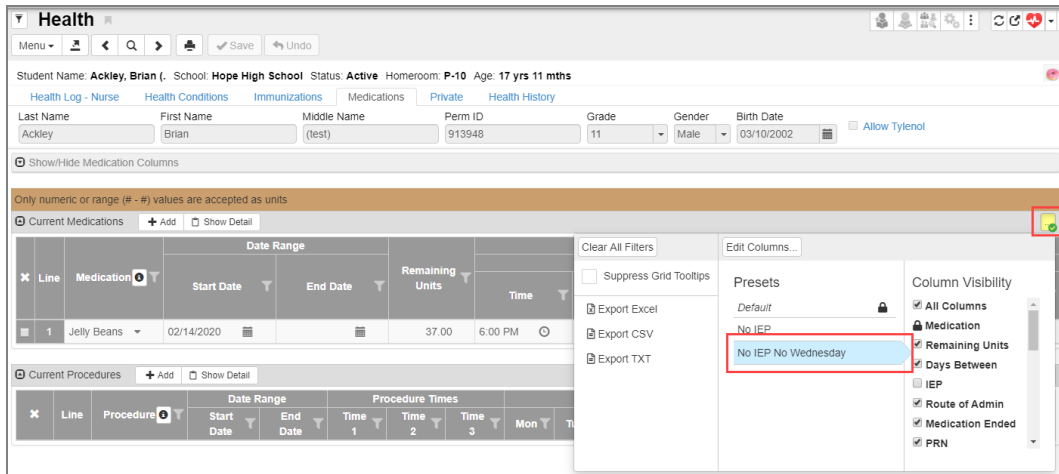 Health
Menu
Save
Undo
Student Name: Ackley, Brian (. School: Hope High School Status: Active Homeroom: P-10 Age: 17 yrs 11 mths
Health Log - Nurse Health Conditions Immunizations Medications Private Health History
Last Name First Name Middle Name Perm ID Grade Gender Birth Date
Ackley Brian (test) 913948 11 Male 03/10/2002 Allow Tylenol
Show/Hide Medication Columns
Only numeric or range (# - #) values are accepted as units
Current Medications + Add Show Detail
Date Range
Line Medication Start Date End Date Remaining Units Time
1 Jelly Beans 02/14/2020 37.00 6:00 PM
Current Procedures + Add Show Detail
Date Range Procedure Times
Line Procedure Start Date End Date Time 1 Time 2 Time 3 Mon
Clear All Filters
Suppress Grid Tooltips
Export Excel
Export CSV
Export TXT
Edit Columns...
Presets
Default
No IEP
No IEP No Wednesday
Column Visibility
All Columns
Medication
Remaining Units
Days Between
IEP
Route of Admin
Medication Ended
PRN